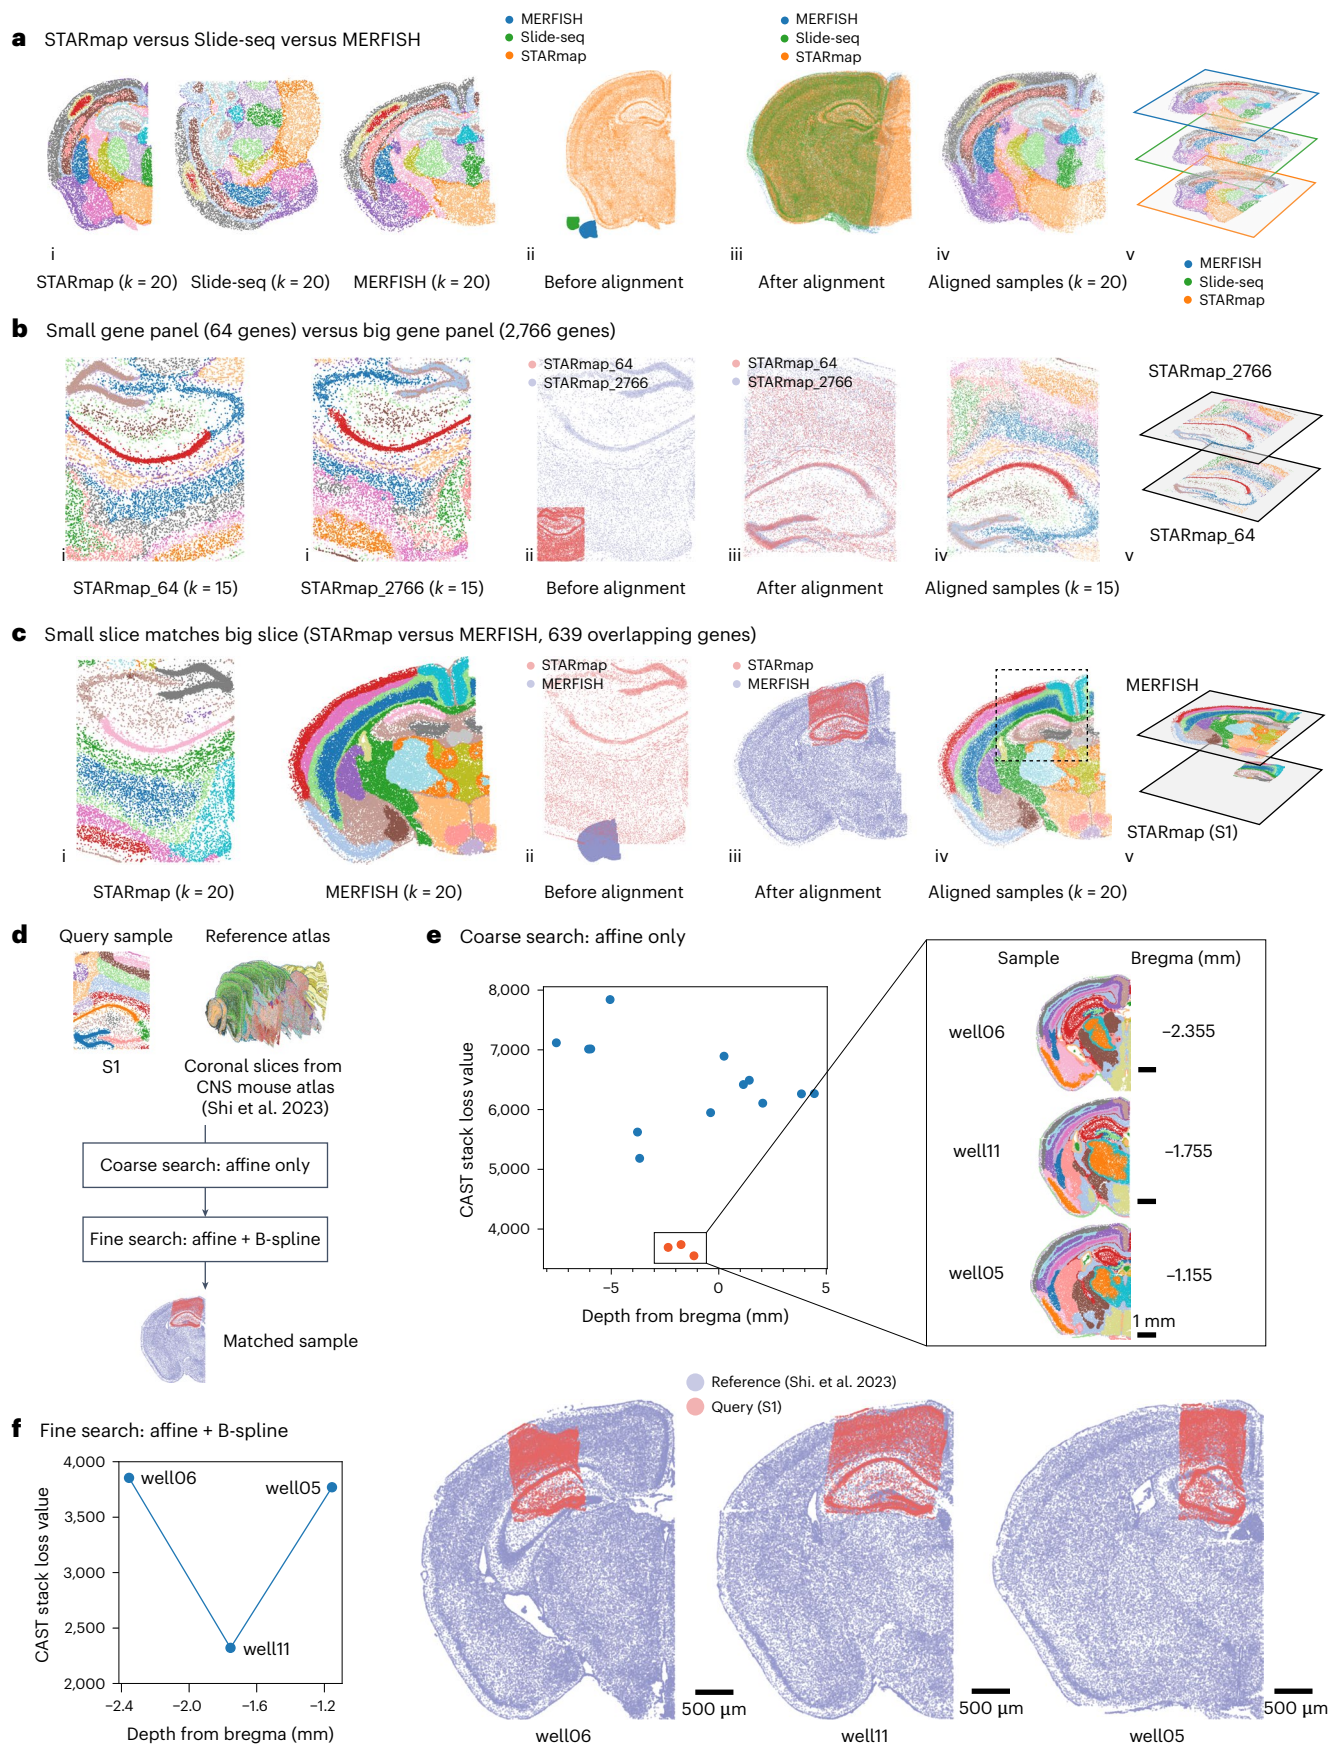 a STARmap versus Slide-seq versus MERFISH
MERFISH
Slide-seq
STARmap
MERFISH
Slide-seq
STARmap
i
ii
iii
iv
v
STARmap (k = 20)
Slide-seq (k = 20)
MERFISH (k = 20)
Before alignment
After alignment
Aligned samples (k = 20)
MERFISH
Slide-seq
STARmap
b Small gene panel (64 genes) versus big gene panel (2,766 genes)
STARmap_64
STARmap_2766
STARmap_64
STARmap_2766
STARmap_2766
STARmap_64
i
i
ii
iii
iv
v
STARmap_64 (k = 15)
STARmap_2766 (k = 15)
Before alignment
After alignment
Aligned samples (k = 15)
c Small slice matches big slice (STARmap versus MERFISH, 639 overlapping genes)
STARmap
MERFISH
STARmap
MERFISH
MERFISH
STARmap (S1)
i
ii
iii
iv
v
STARmap (k = 20)
MERFISH (k = 20)
Before alignment
After alignment
Aligned samples (k = 20)
d
Query sample
Reference atlas
S1
Coronal slices from
CNS mouse atlas
(Shi et al. 2023)
Coarse search: affine only
Fine search: affine + B-spline
Matched sample
e Coarse search: affine only
CAST stack loss value
8,000
7,000
6,000
5,000
4,000
–5
0
5
Depth from bregma (mm)
Sample
Bregma (mm)
well06
–2.355
well11
–1.755
well05
–1.155
1 mm
f Fine search: affine + B-spline
CAST stack loss value
4,000
3,500
3,000
2,500
2,000
well06
well05
well11
–2.4
–2.0
–1.6
–1.2
Depth from bregma (mm)
Reference (Shi. et al. 2023)
Query (S1)
500 µm
500 µm
500 µm
well06
well11
well05